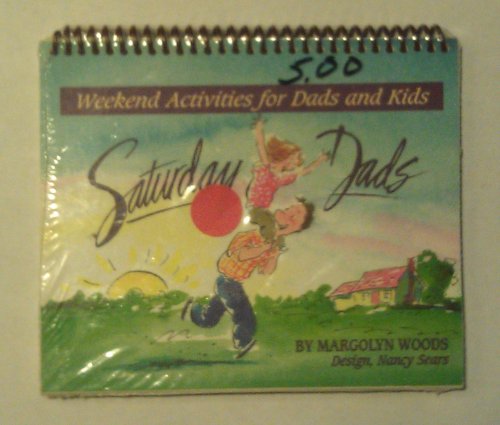 5.00
Weekend Activities for Dads and Kids
Saturday Dads
BY MARGOLYN WOODS
Design, Nancy Sears